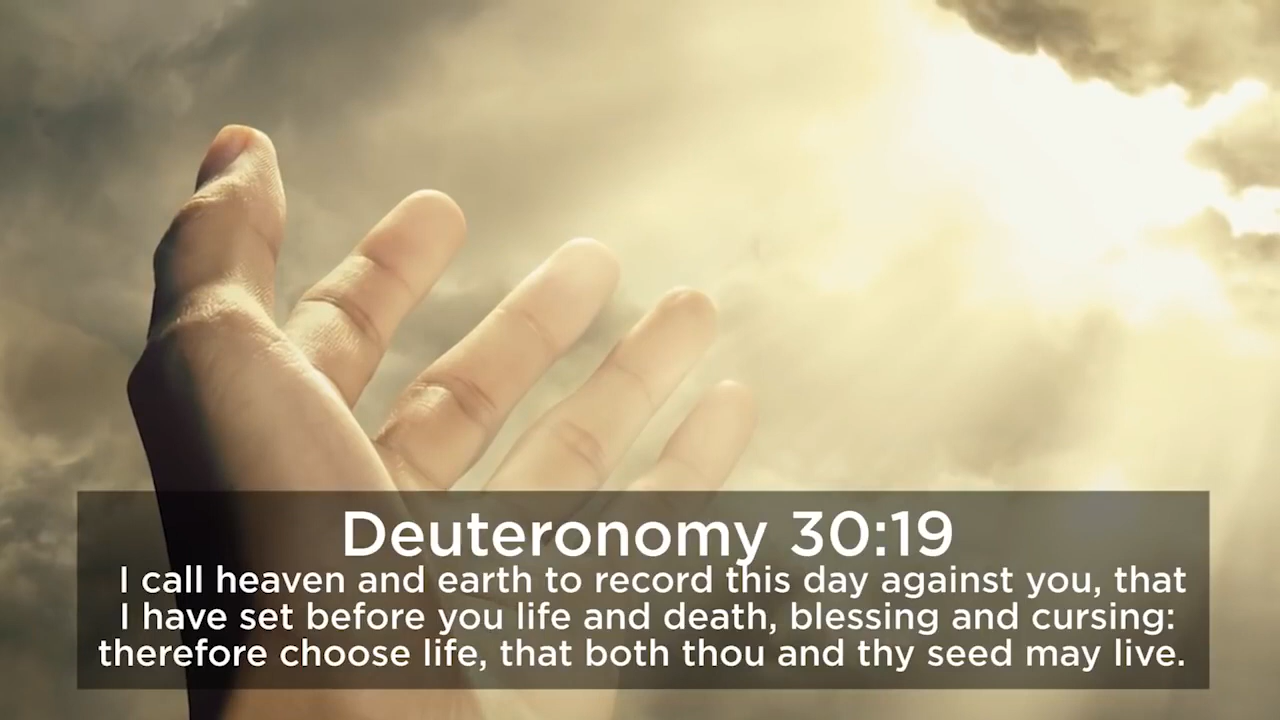 Deuteronomy 30:19
I call heaven and earth to record this day against you, that
I have set before you life and death, blessing and cursing:
therefore choose life, that both thou and thy seed may live.